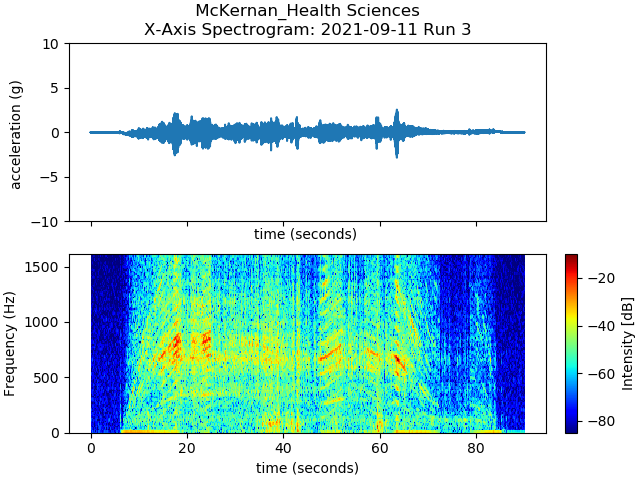 McKernan_Health Sciences
X-Axis Spectrogram: 2021-09-11 Run 3
10
5
0
−5
−10
acceleration (g)
time (seconds)
1500
1000
500
0
Frequency (Hz)
0 20 40 60 80
time (seconds)
−20
−40
−60
−80
Intensity [dB]